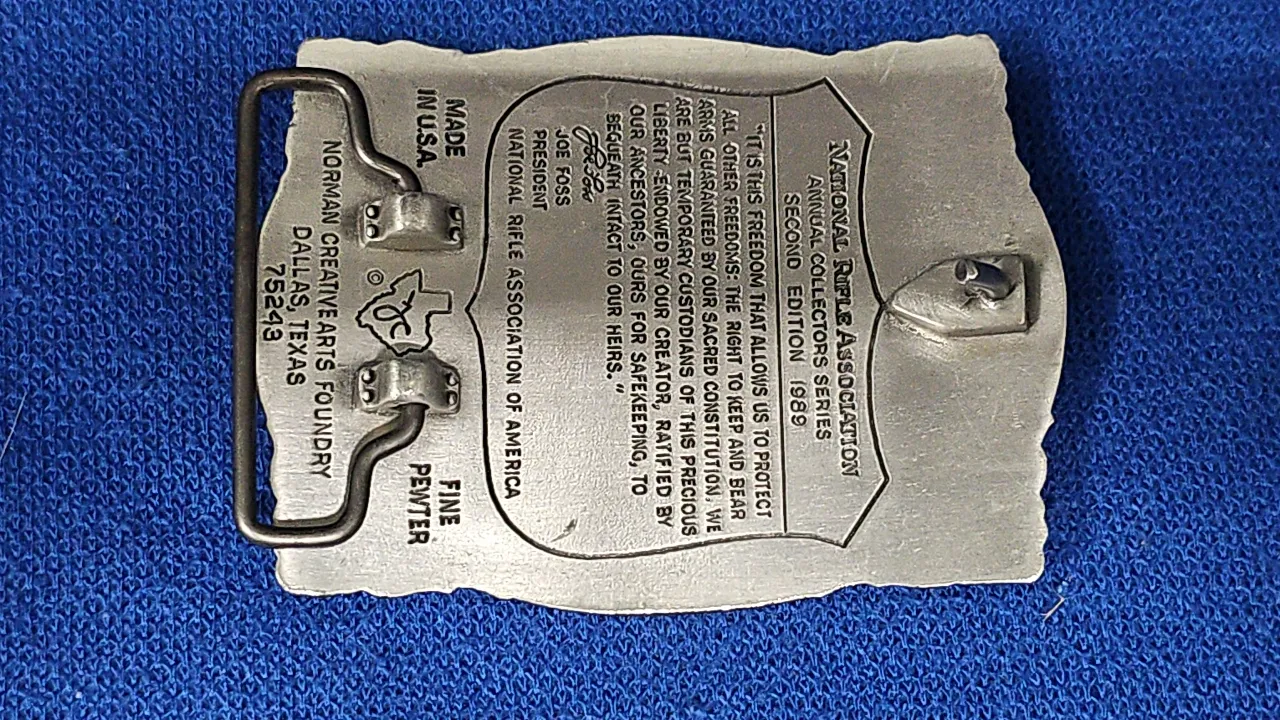 NATIONAL RIFLE ASSOCIATION
ANNUAL COLLECTORS SERIES
SECOND EDITION 1989
"IT IS THIS FREEDOM THAT ALLOWS US TO PROTECT
ALL OTHER FREEDOMS: THE RIGHT TO KEEP AND BEAR
ARMS GUARANTEED BY OUR SACRED CONSTITUTION. WE
ARE BUT TEMPORARY CUSTODIANS OF THIS PRECIOUS
LIBERTY-ENDOWED BY OUR CREATOR, RATIFIED BY
OUR ANCESTORS, OURS FOR SAFEKEEPING, TO
BEQUEATH INTACT TO OUR HEIRS."
Joe Foss
JOE FOSS
PRESIDENT
NATIONAL RIFLE ASSOCIATION OF AMERICA
MADE
IN U.S.A.
©
FINE
PEWTER
NORMAN CREATIVE ARTS FOUNDRY
DALLAS, TEXAS
75243